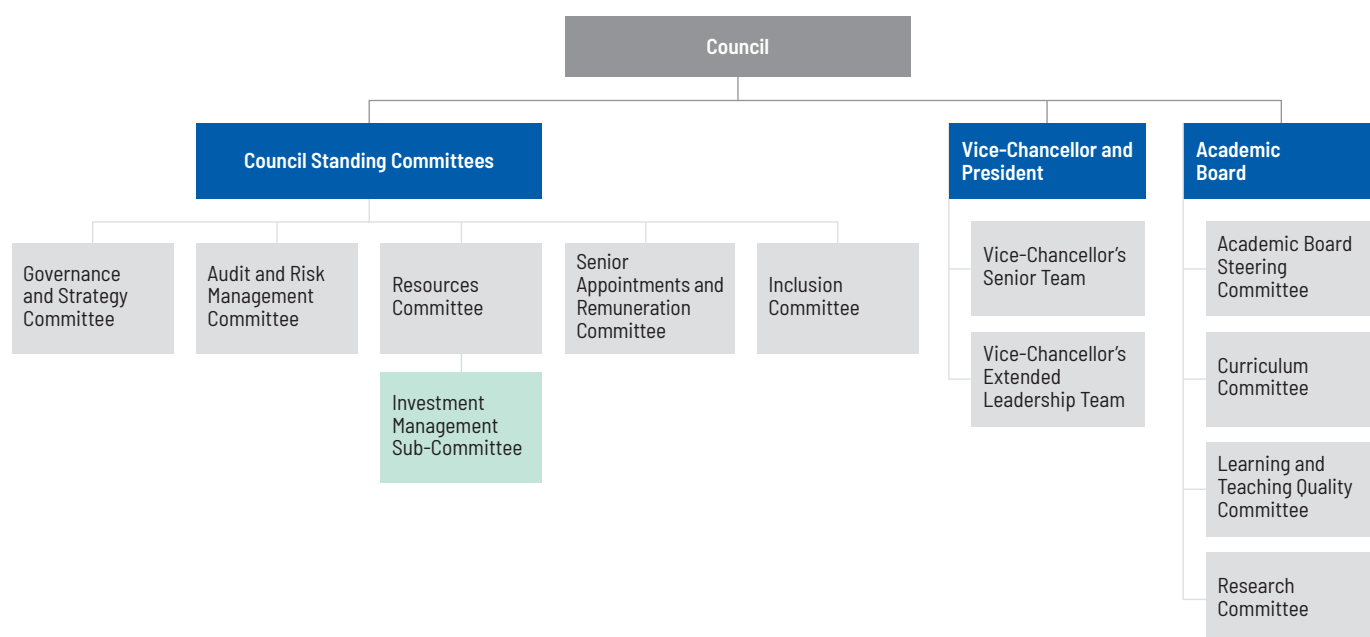 Council
Council Standing Committees
Vice-Chancellor and
President
Academic
Board
Governance
and Strategy
Committee
Audit and Risk
Management
Committee
Resources
Committee
Senior
Appointments and
Remuneration
Committee
Inclusion
Committee
Investment
Management
Sub-Committee
Vice-Chancellor's
Senior Team
Vice-Chancellor's
Extended
Leadership Team
Academic Board
Steering
Committee
Curriculum
Committee
Learning and
Teaching Quality
Committee
Research
Committee